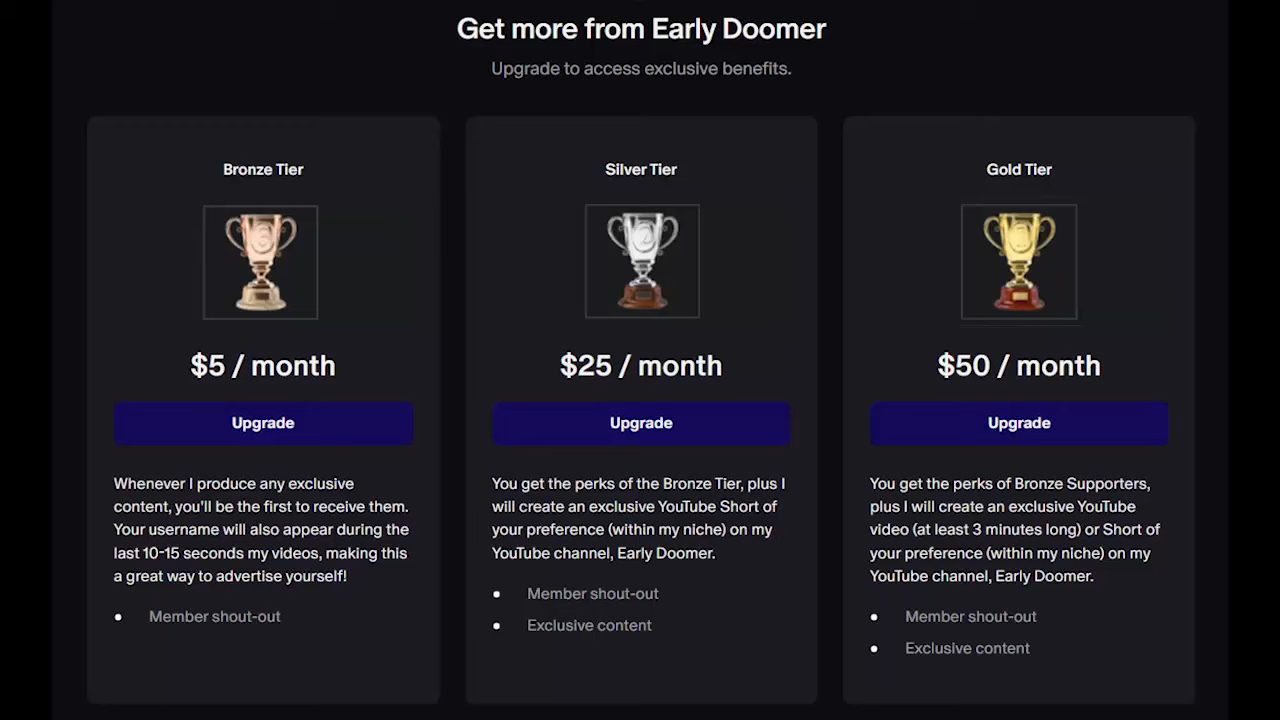 Get more from Early Doomer
Upgrade to access exclusive benefits.
Bronze Tier
$5 / month
Upgrade
Whenever I produce any exclusive
content, you'll be the first to receive them.
Your username will also appear during the
last 10-15 seconds my videos, making this
a great way to advertise yourself!
Member shout-out
Silver Tier
$25 / month
Upgrade
You get the perks of the Bronze Tier, plus I
will create an exclusive YouTube Short of
your preference (within my niche) on my
YouTube channel, Early Doomer.
Member shout-out
Exclusive content
Gold Tier
$50 / month
Upgrade
You get the perks of Bronze Supporters,
plus I will create an exclusive YouTube
video (at least 3 minutes long) or Short of
your preference (within my niche) on my
YouTube channel, Early Doomer.
Member shout-out
Exclusive content